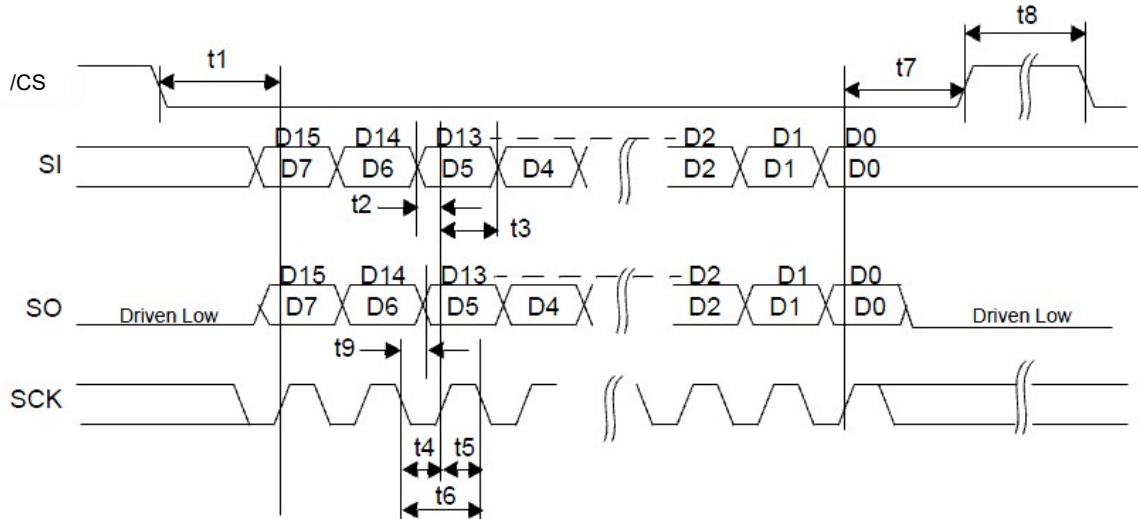 t1
t8
/CS
t7
D15 D14 D13 D2 D1 D0
SI D7 D6 D5 D4 D2 D1 D0
t2
t3
D15 D14 D13 D2 D1 D0
SO D7 D6 D5 D4 D2 D1 D0
Driven Low Driven Low
t9
SCK
t4 t5
t6